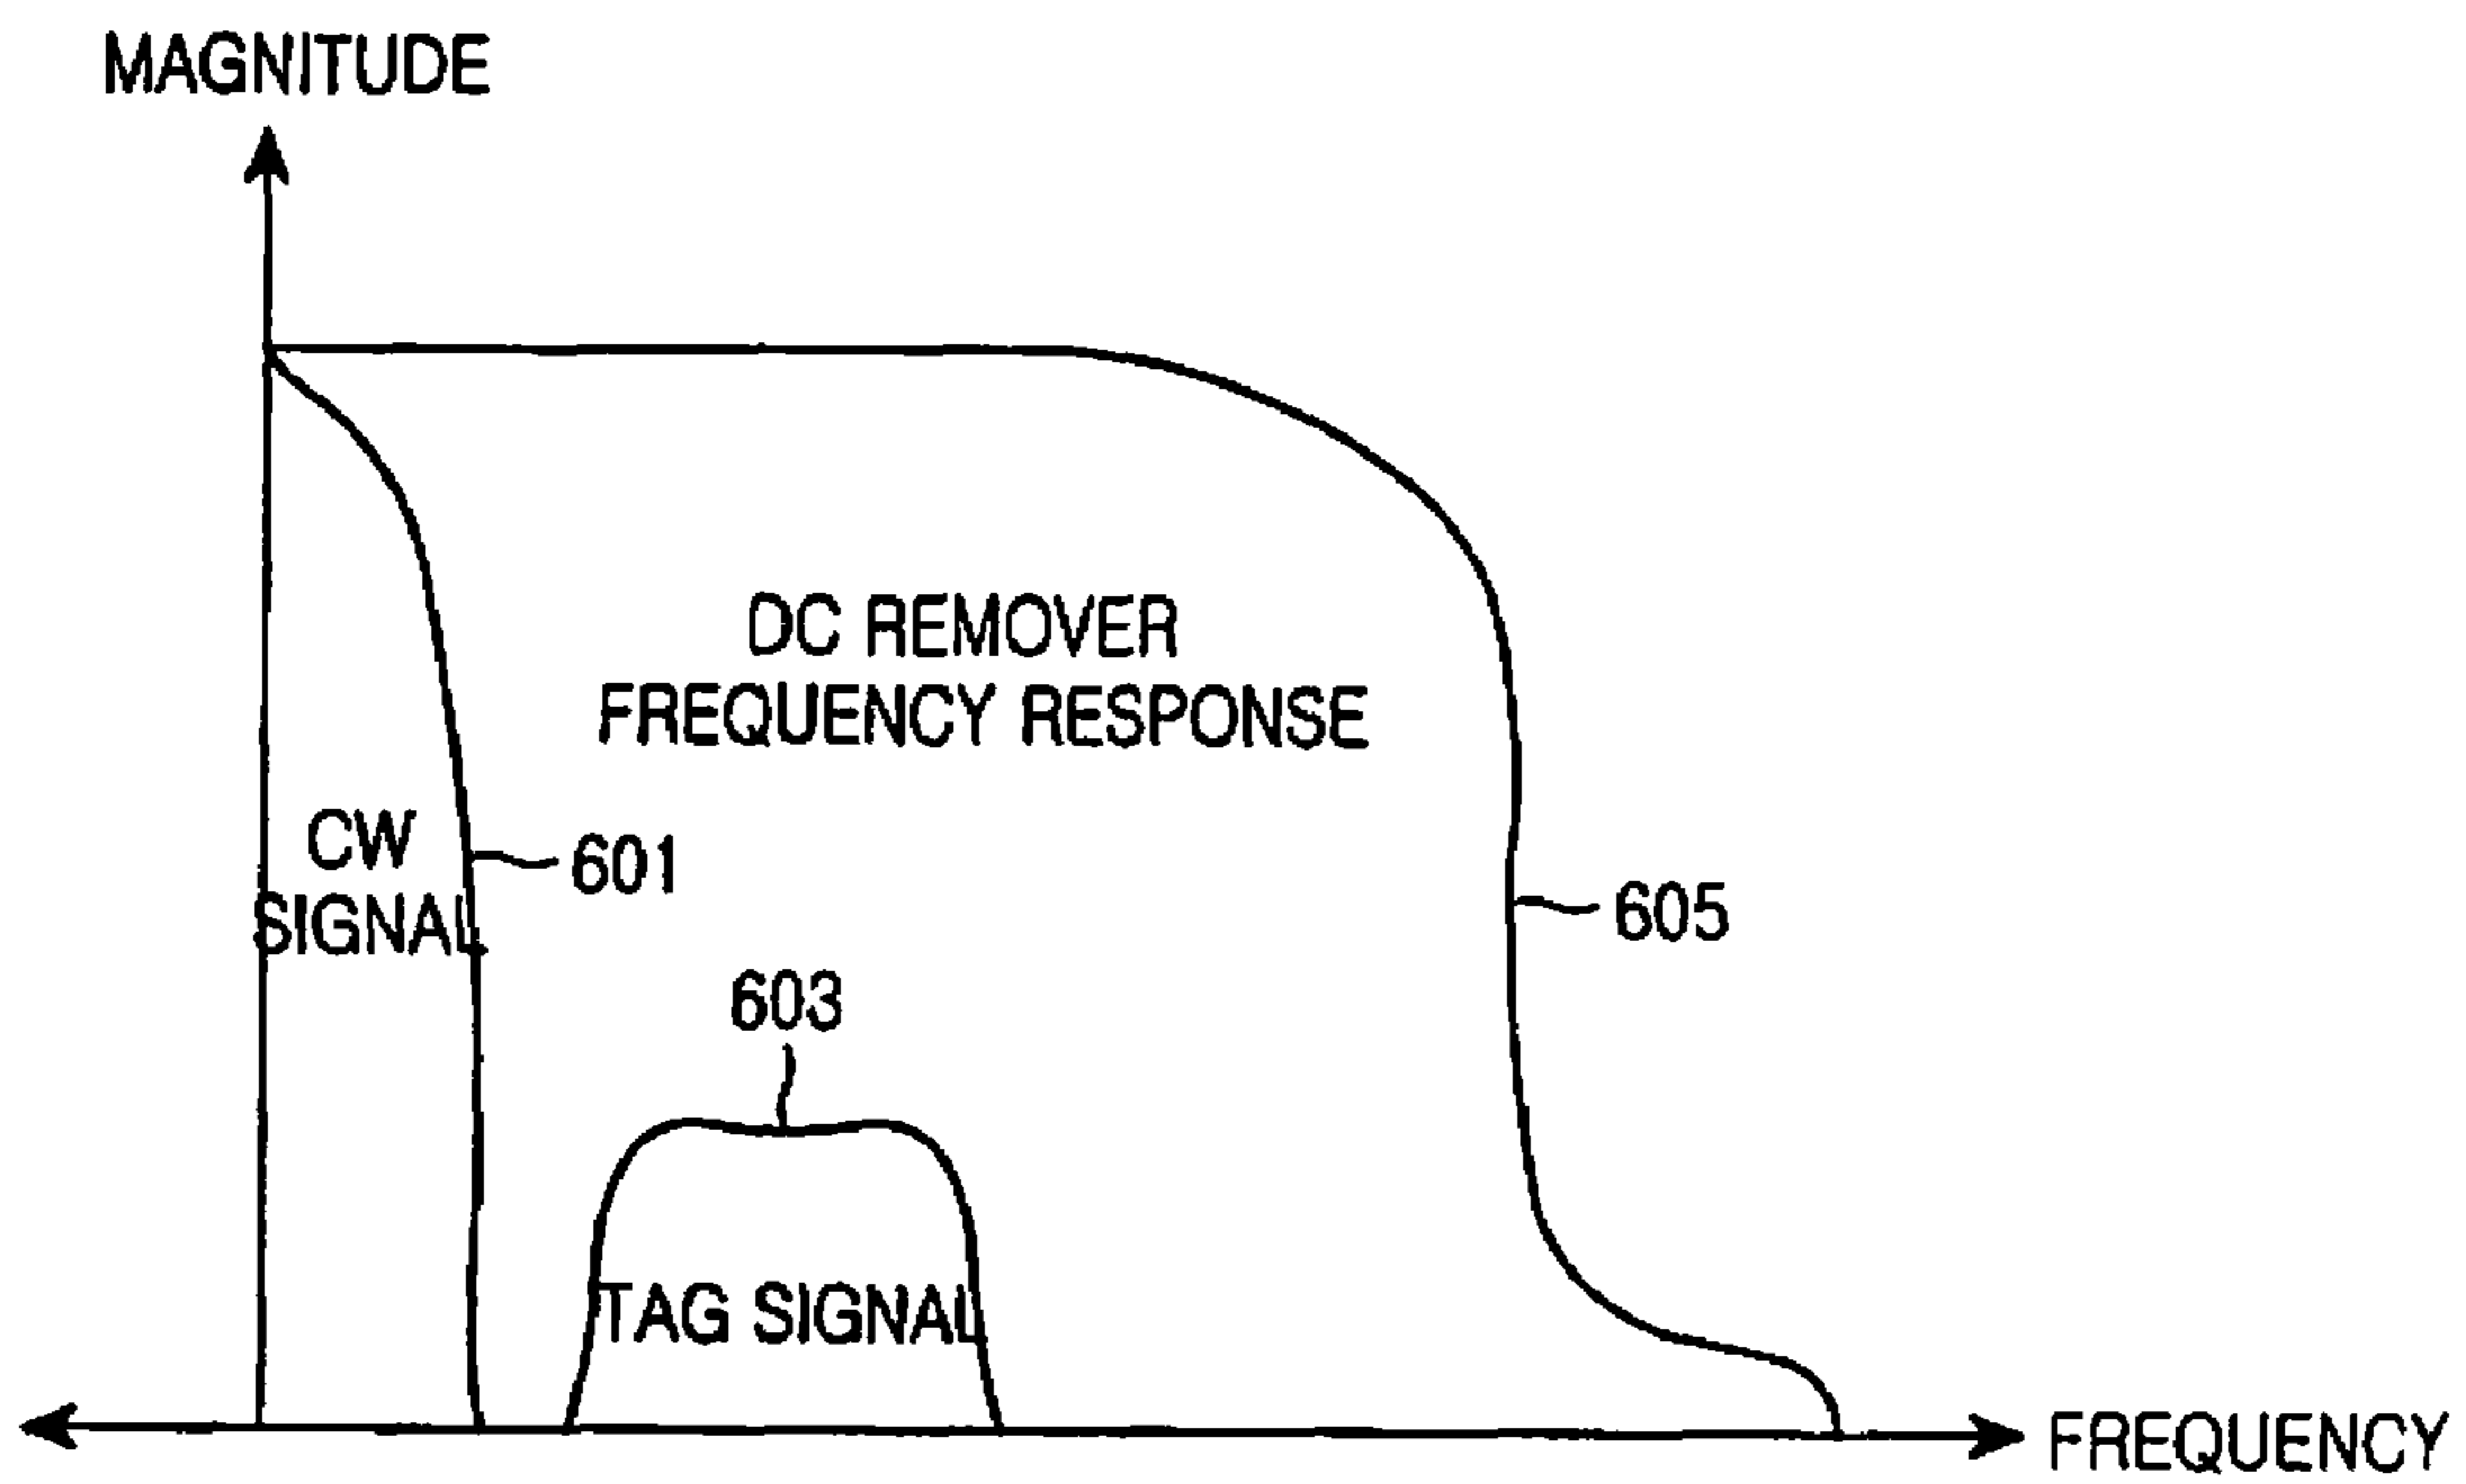 MAGNITUDE
DC REMOVER
FREQUENCY RESPONSE
CW
SIGNAL
601
605
603
TAG SIGNAL
FREQUENCY